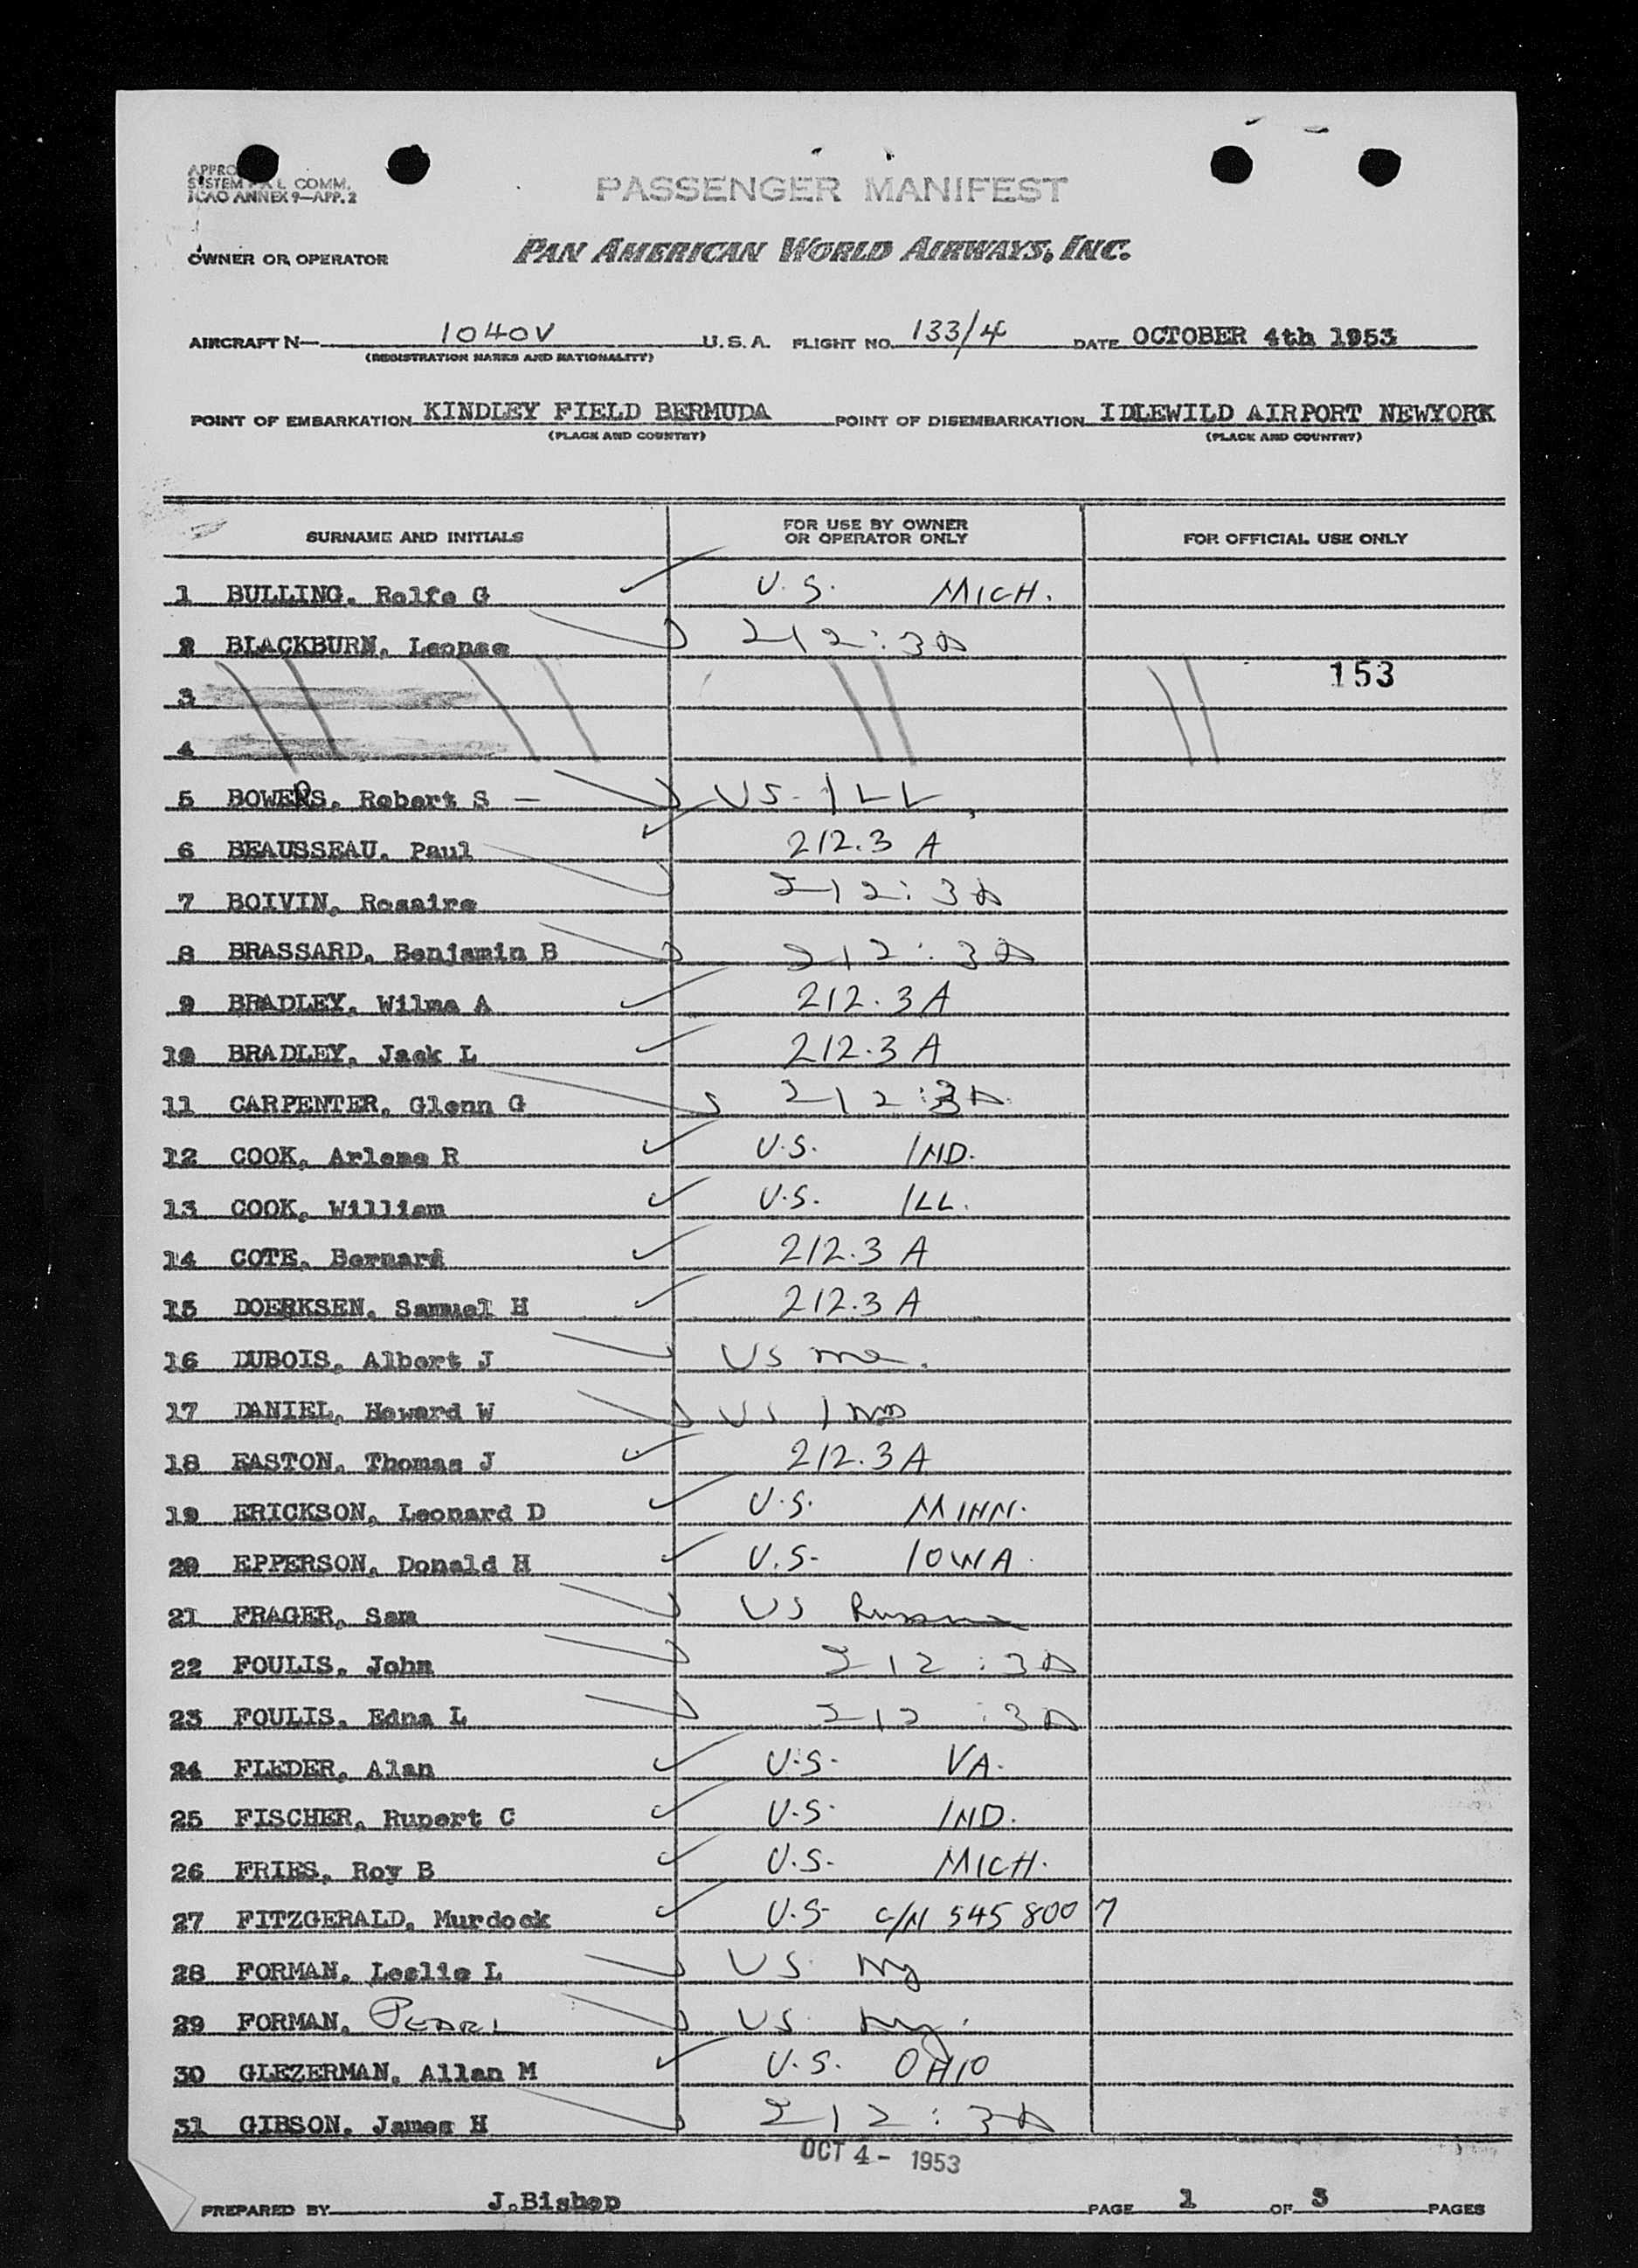 SYSTEM COMM.
ICAO ANNEX 9—APP. 2
PASSENGER MANIFEST
OWNER OR OPERATOR PAN AMERICAN WORLD AIRWAYS, INC.
AIRCRAFT N— 1040V U.S.A. FLIGHT NO. 133/4 DATE OCTOBER 4th 1953
(REGISTRATION MARKS AND NATIONALITY)
POINT OF EMBARKATION KINDLEY FIELD BERMUDA POINT OF DISEMBARKATION IDLEWILD AIRPORT NEWYORK
(PLACE AND COUNTRY) (PLACE AND COUNTRY)
SURNAME AND INITIALS FOR USE BY OWNER OR OPERATOR ONLY FOR OFFICIAL USE ONLY
1 BULLING, Rolfe G U.S. MICH.
2 BLACKBURN, 212:3A
153
3
4
5 BOWERS, Robert S — US - ILL
6 BEAUSSEAU, Paul 212.3 A
7 BOIVIN, Rosaire 212:3A
8 BRASSARD, Benjamin B 212:3A
9 BRADLEY, Wilma A 212.3 A
10 BRADLEY, Jack L 212.3 A
11 CARPENTER, Glenn G 212:3A
12 COOK, Arlene R U.S. IND.
13 COOK, William U.S. ILL.
14 COTE, Bernard 212.3 A
15 DOERKSEN, Samuel H 212.3 A
16 DUBOIS, Albert J US me.
17 DANIEL, Howard W US Ind
18 EASTON, Thomas J 212.3 A
19 ERICKSON, Leonard D U.S. MINN.
20 EPPERSON, Donald H U.S. IOWA.
21 FRAGER, Sam US Russia
22 FOULIS, John 212:3A
23 FOULIS, Edna L 212:3A
24 FLEDER, Alan U.S. VA.
25 FISCHER, Rupert C U.S. IND.
26 FRIES, Roy B U.S. MICH.
27 FITZGERALD, Murdock U.S. C/N 5458007
28 FORMAN, Leslie L US. Ny
29 FORMAN, PEARL US. Ny.
30 GLEZERMAN, Allan M U.S. OHIO
31 GIBSON, James H 212:3A
OCT 4 - 1953
PREPARED BY J.Bishop PAGE 1 OF 3 PAGES